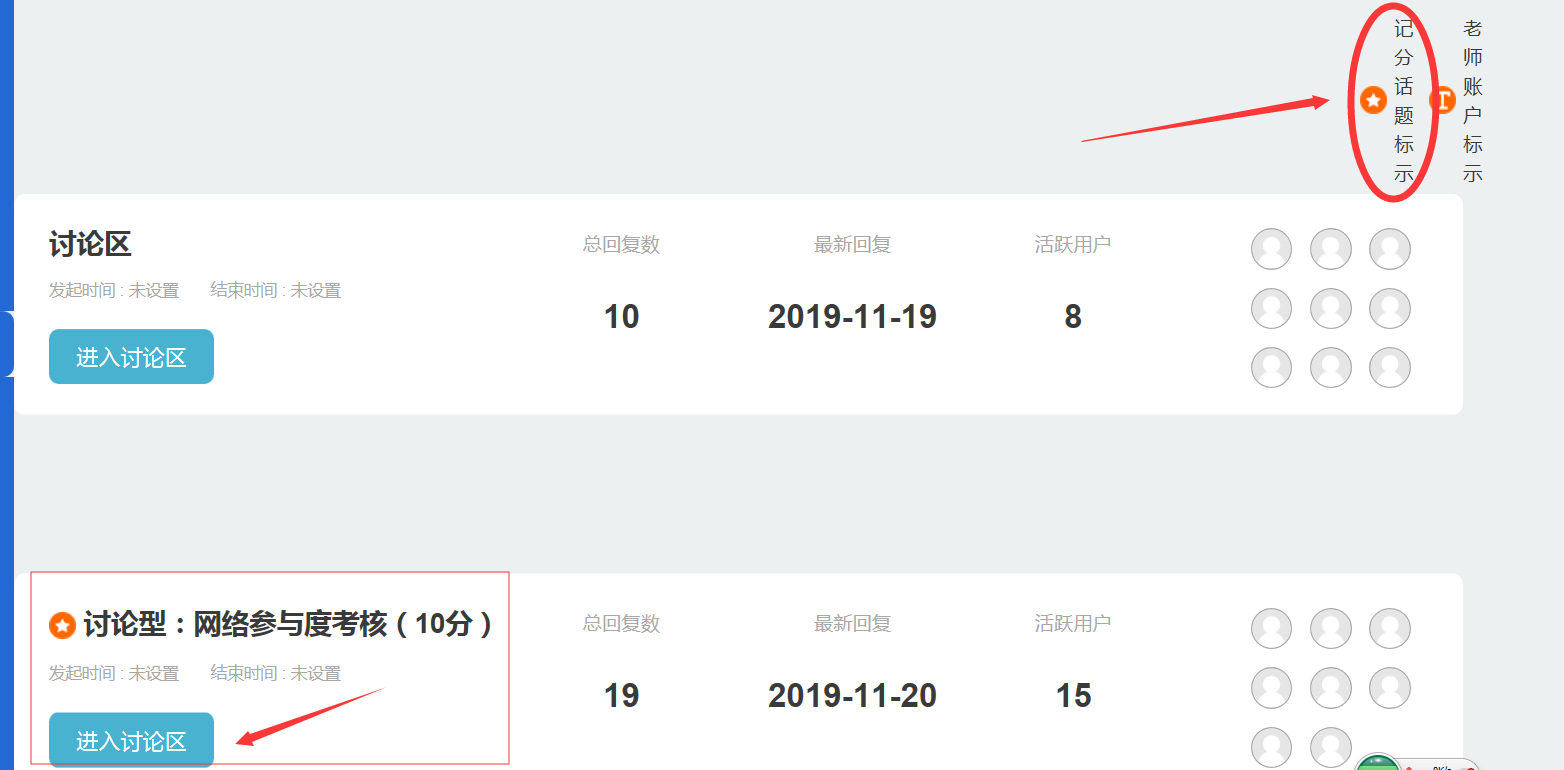 记分话题标示
老师账户标示
讨论区
总回复数
最新回复
活跃用户
发起时间 : 未设置
结束时间 : 未设置
10
2019-11-19
8
进入讨论区
讨论型：网络参与度考核（10分）
总回复数
最新回复
活跃用户
发起时间 : 未设置
结束时间 : 未设置
19
2019-11-20
15
进入讨论区